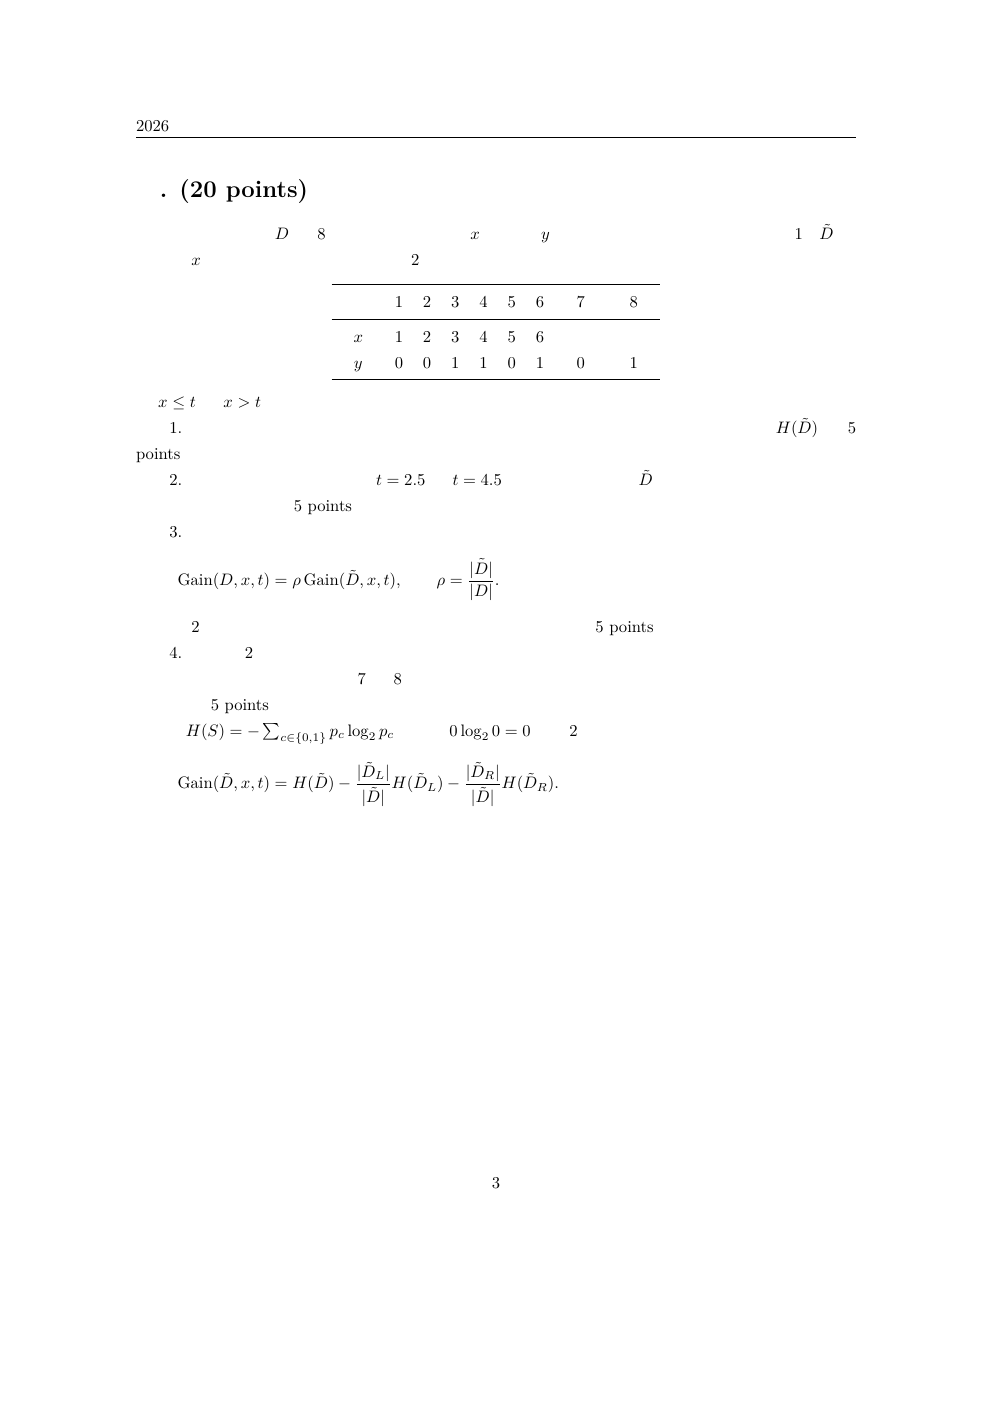 2026
. (20 points)
D 8 x y 1 D̃
x 2
1 2 3 4 5 6 7 8
x 1 2 3 4 5 6
y 0 0 1 1 0 1 0 1
x ≤ t x > t
1. H(D̃) 5
points
2. t = 2.5 t = 4.5 D̃
5 points
3.
Gain(D, x, t) = ρ Gain(D̃, x, t), ρ = |D̃| / |D|.
2 5 points
4. 2
7 8
5 points
H(S) = −∑_{c∈{0,1}} p_c log₂ p_c 0 log₂ 0 = 0 2
Gain(D̃, x, t) = H(D̃) − |D̃_L| / |D̃| H(D̃_L) − |D̃_R| / |D̃| H(D̃_R).
3